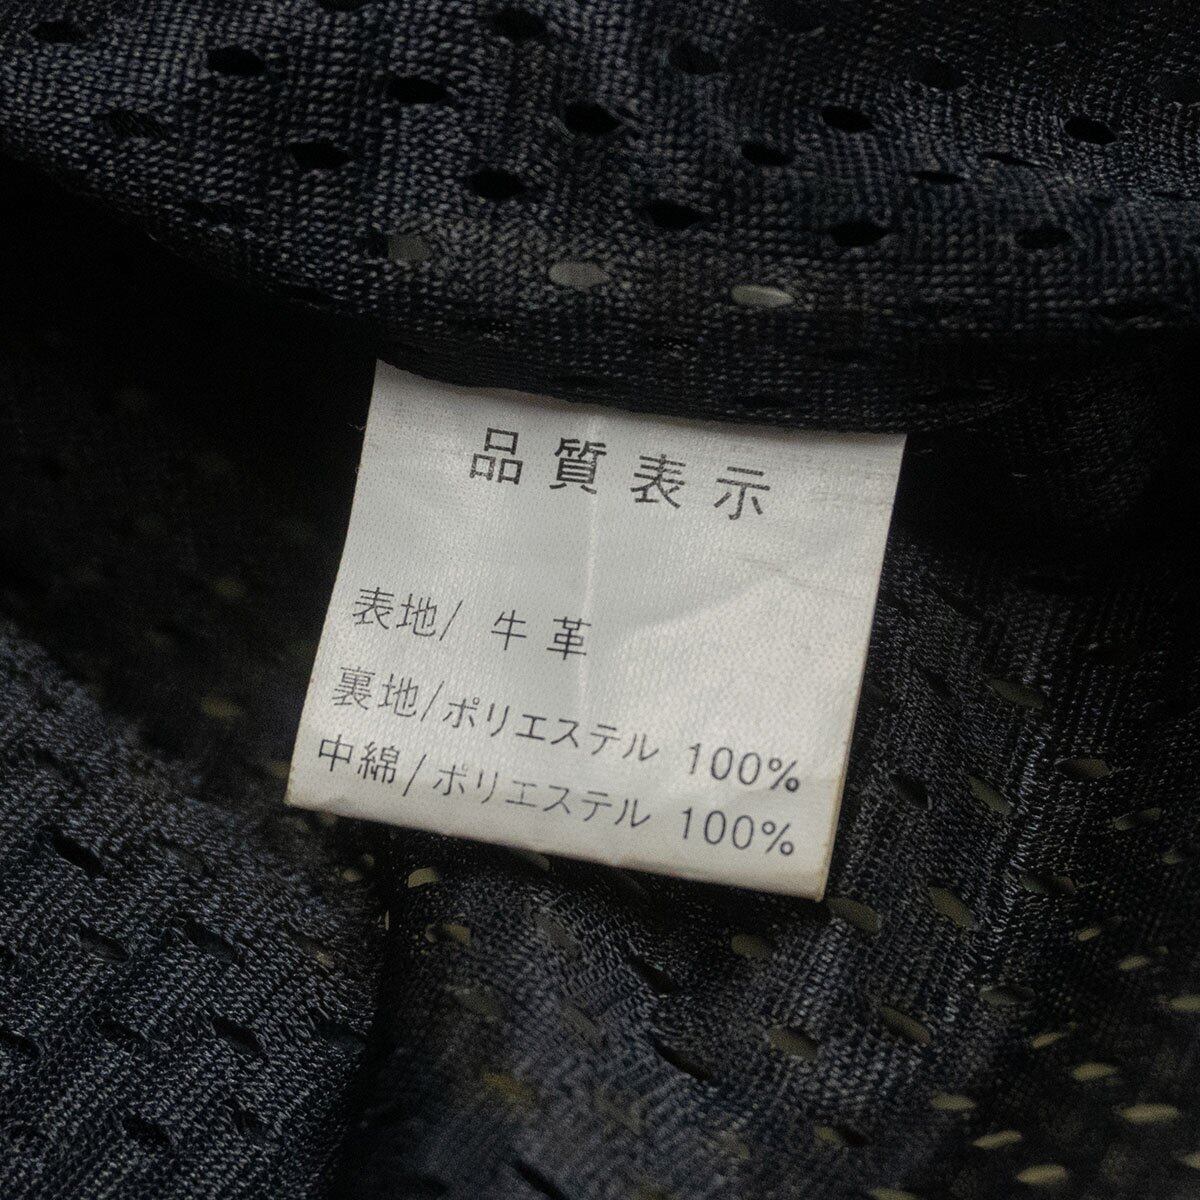 品質表示
表地/ 牛革
裏地/ポリエステル 100%
中綿/ポリエステル 100%